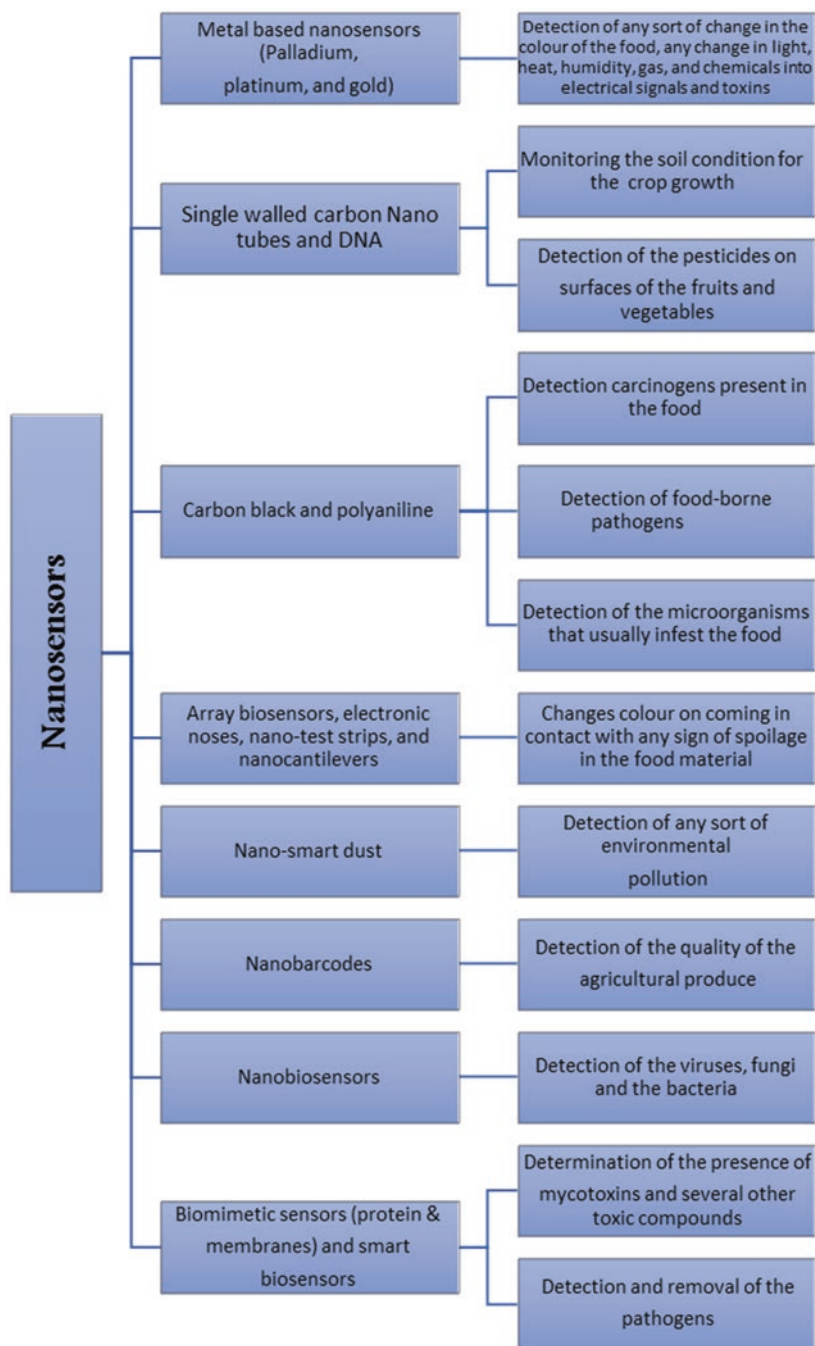 Nanosensors
Metal based nanosensors
(Palladium,
platinum, and gold)
Detection of any sort of change in the
colour of the food, any change in light,
heat, humidity, gas, and chemicals into
electrical signals and toxins
Single walled carbon Nano
tubes and DNA
Monitoring the soil condition for
the crop growth
Detection of the pesticides on
surfaces of the fruits and
vegetables
Carbon black and polyaniline
Detection carcinogens present in
the food
Detection of food-borne
pathogens
Detection of the microorganisms
that usually infest the food
Array biosensors, electronic
noses, nano-test strips, and
nanocantilevers
Changes colour on coming in
contact with any sign of spoilage
in the food material
Nano-smart dust
Detection of any sort of
environmental
pollution
Nanobarcodes
Detection of the quality of the
agricultural produce
Nanobiosensors
Detection of the viruses, fungi
and the bacteria
Biomimetic sensors (protein &
membranes) and smart
biosensors
Determination of the presence of
mycotoxins and several other
toxic compounds
Detection and removal of the
pathogens